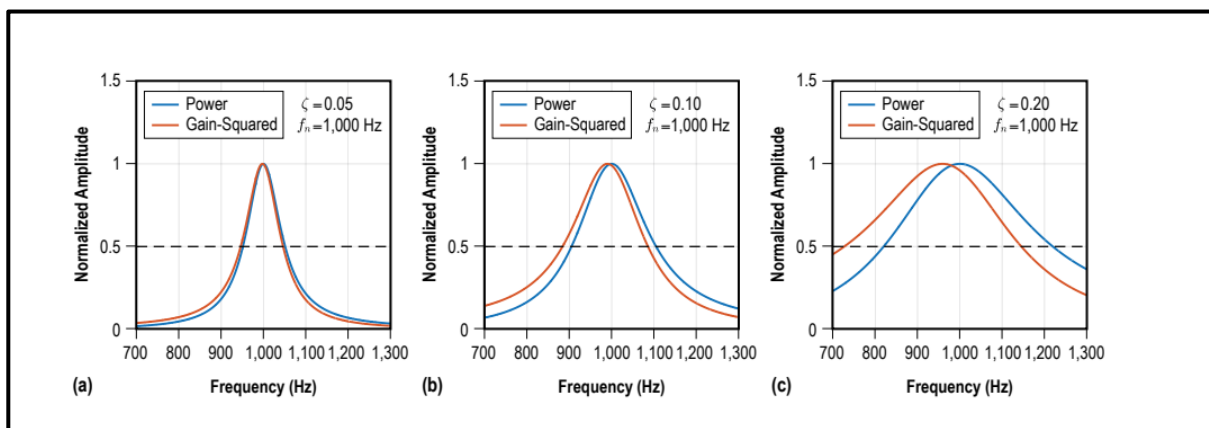 1.5
1
0.5
0
Normalized Amplitude
Power
Gain-Squared
ζ=0.05
fn=1,000 Hz
700 800 900 1,000 1,100 1,200 1,300
(a)
Frequency (Hz)
1.5
1
0.5
0
Normalized Amplitude
Power
Gain-Squared
ζ=0.10
fn=1,000 Hz
700 800 900 1,000 1,100 1,200 1,300
(b)
Frequency (Hz)
1.5
1
0.5
0
Normalized Amplitude
Power
Gain-Squared
ζ=0.20
fn=1,000 Hz
700 800 900 1,000 1,100 1,200 1,300
(c)
Frequency (Hz)